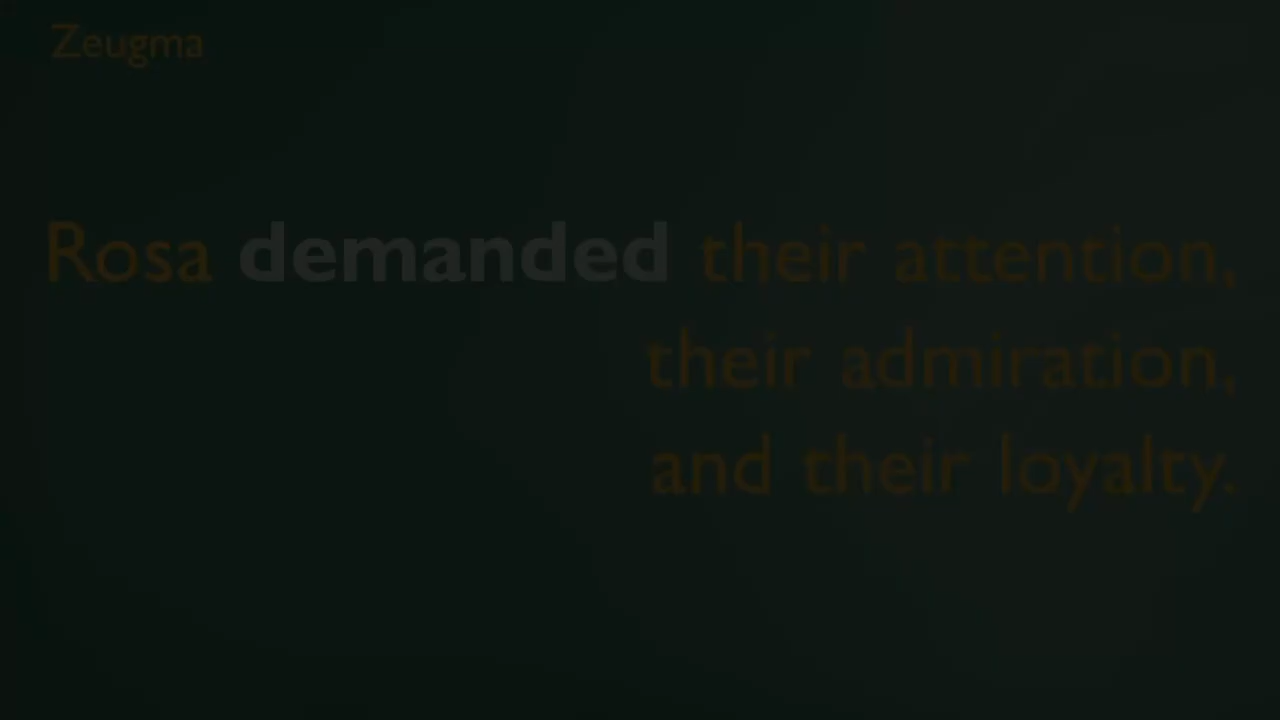 Zeugma
Rosa demanded their attention,
their admiration,
and their loyalty.